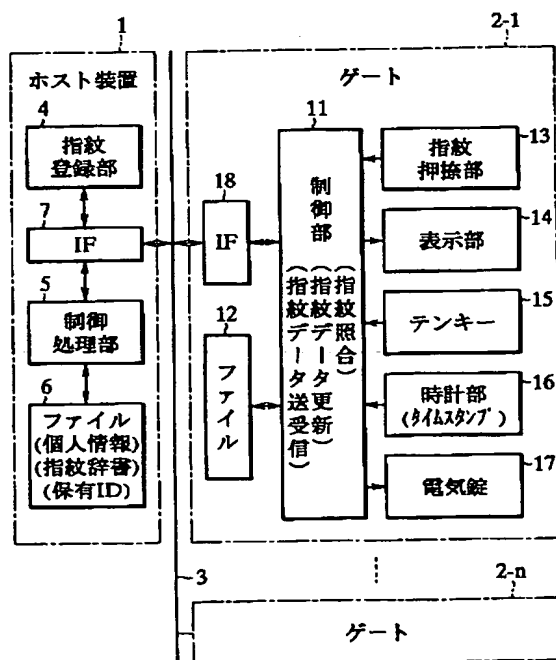 1
ホスト装置
4
指紋
登録部
7
IF
5
制御
処理部
6
ファイル
(個人情報)
(指紋辞書)
(保有ID)
3
2-1
ゲート
11
制御部
(指紋照合)
(指紋データ更新)
(指紋データ送受信)
18
IF
12
ファイル
13
指紋
押捺部
14
表示部
15
テンキー
16
時計部
(タイムスタンプ)
17
電気錠
2-n
ゲート